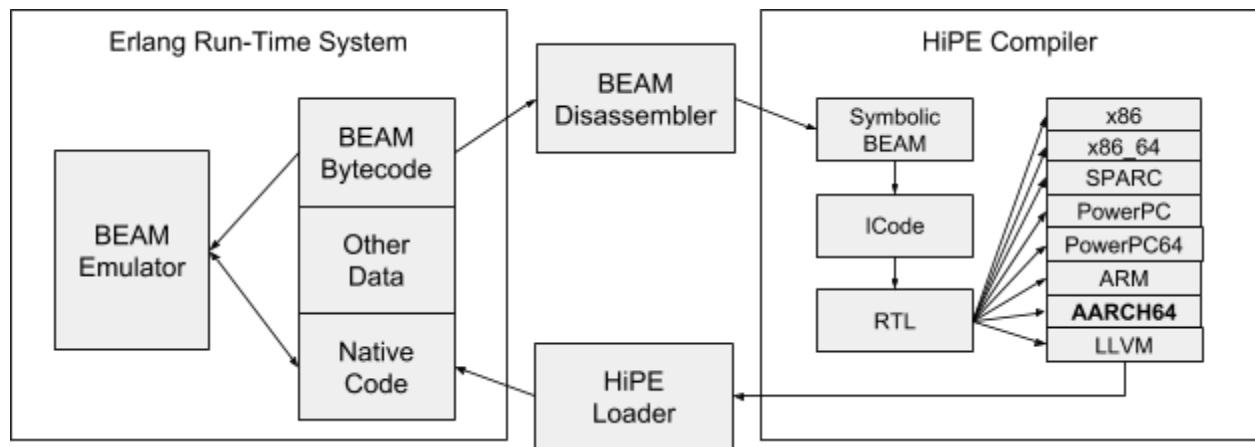 Erlang Run-Time System
BEAM
Emulator
BEAM
Bytecode
Other
Data
Native
Code
BEAM
Disassembler
HiPE
Loader
HiPE Compiler
Symbolic
BEAM
ICode
RTL
x86
x86_64
SPARC
PowerPC
PowerPC64
ARM
AARCH64
LLVM